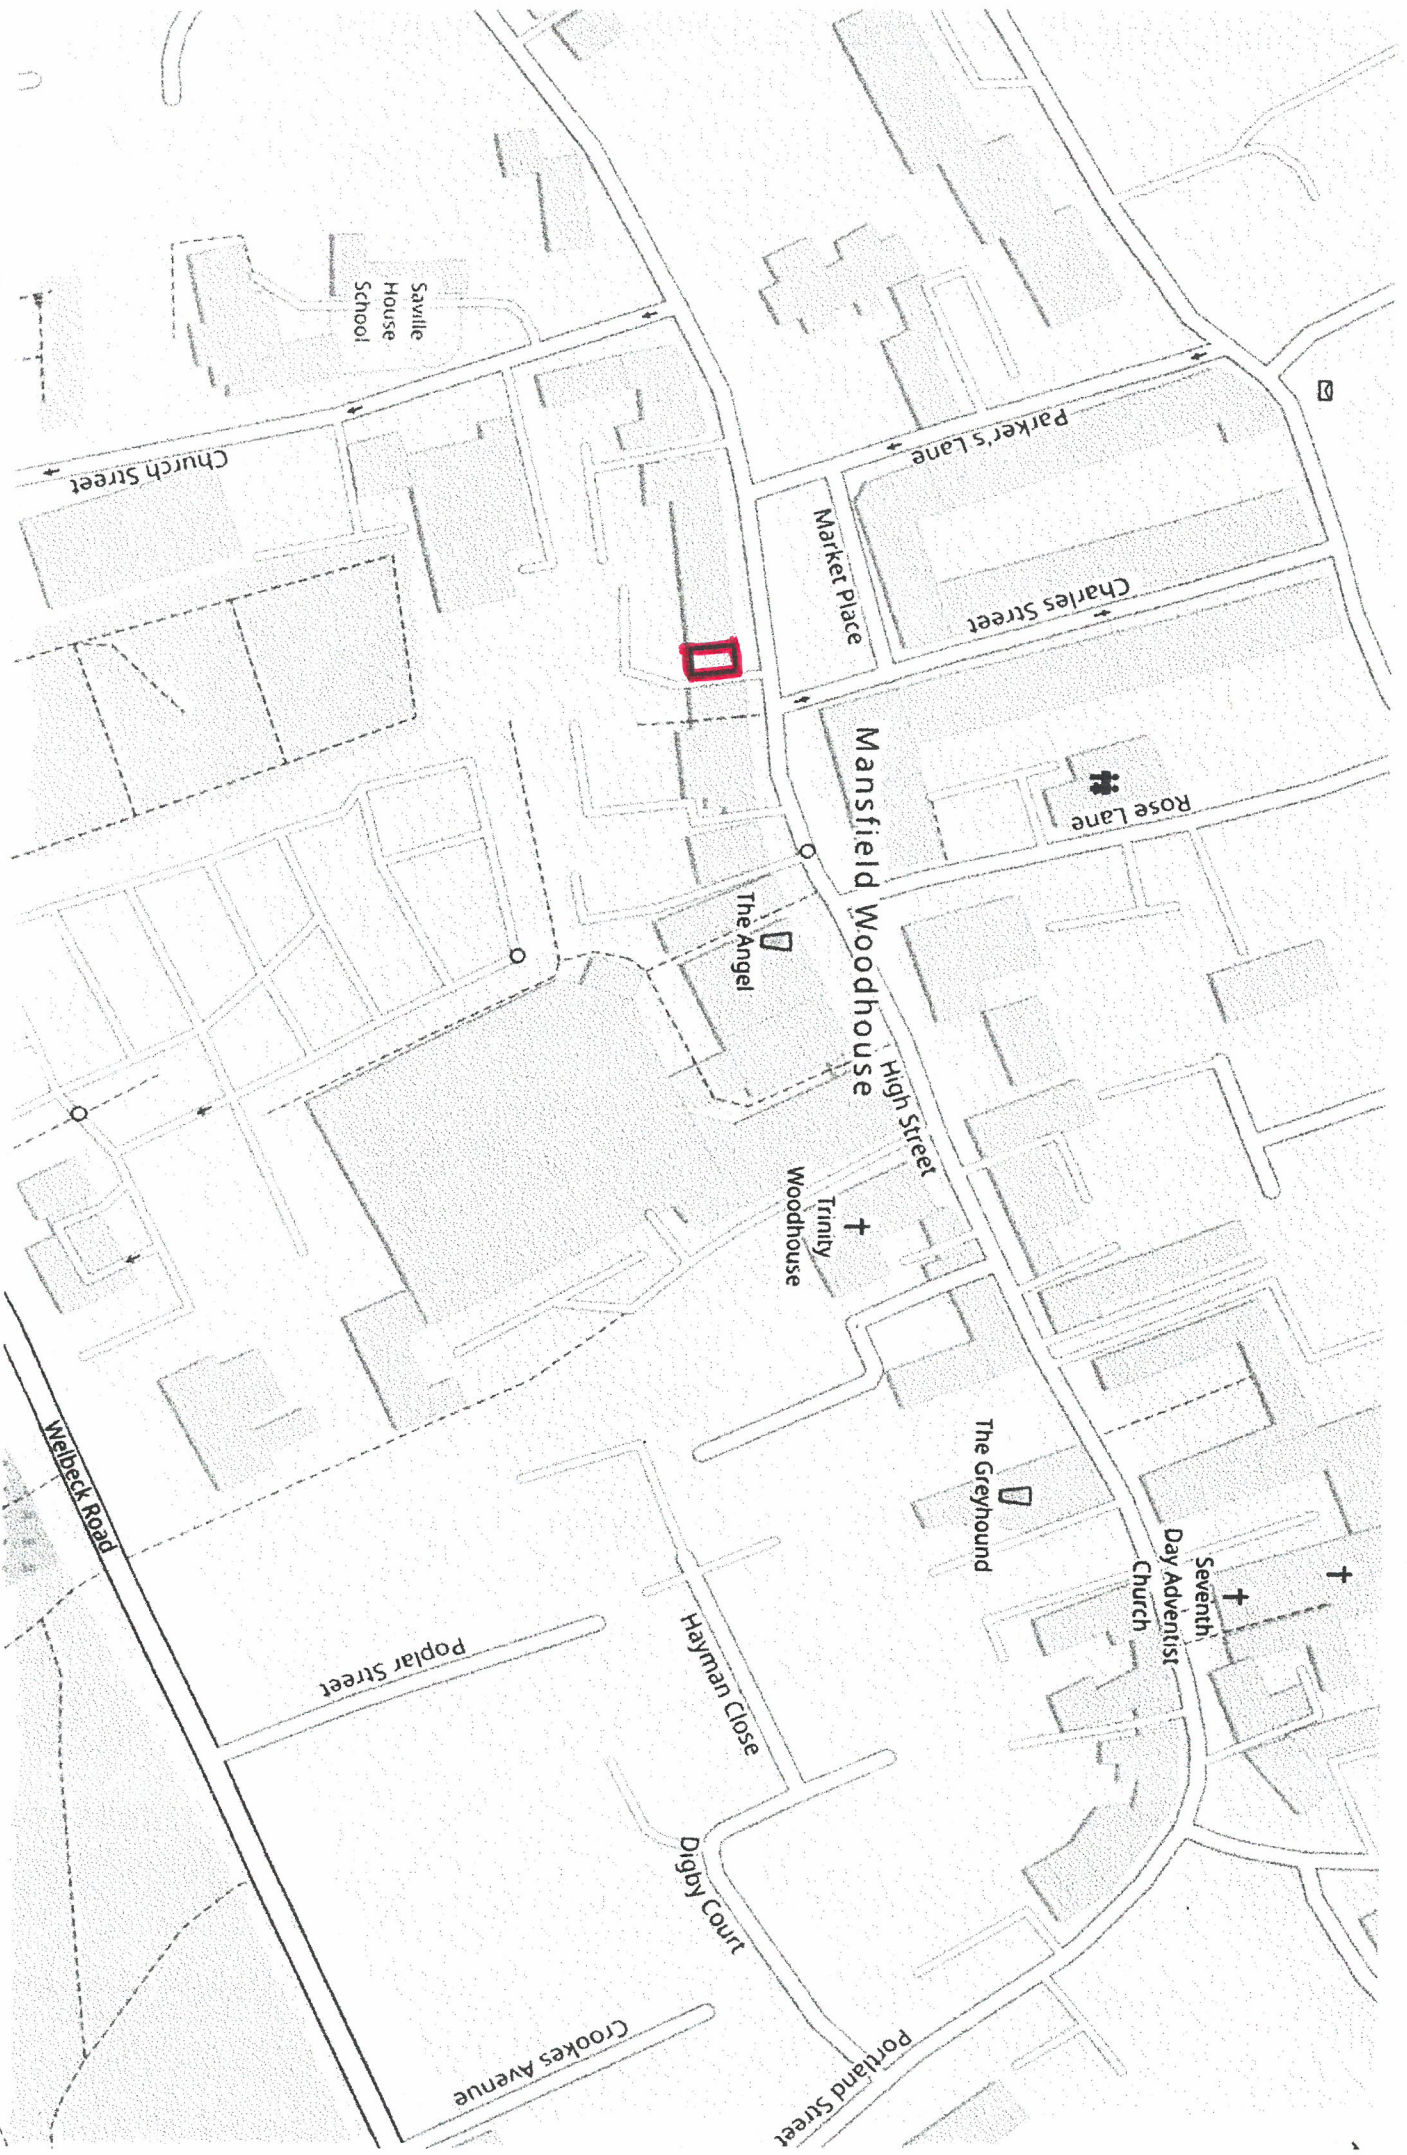 Saville
House
School
Church Street
Parker's Lane
Market Place
Charles Street
Mansfield Woodhouse
Rose Lane
The Angel
High Street
Trinity
Woodhouse
The Greyhound
Seventh
Day Adventist
Church
Welbeck Road
Poplar Street
Hayman Close
Digby Court
Crookes Avenue
Portland Street